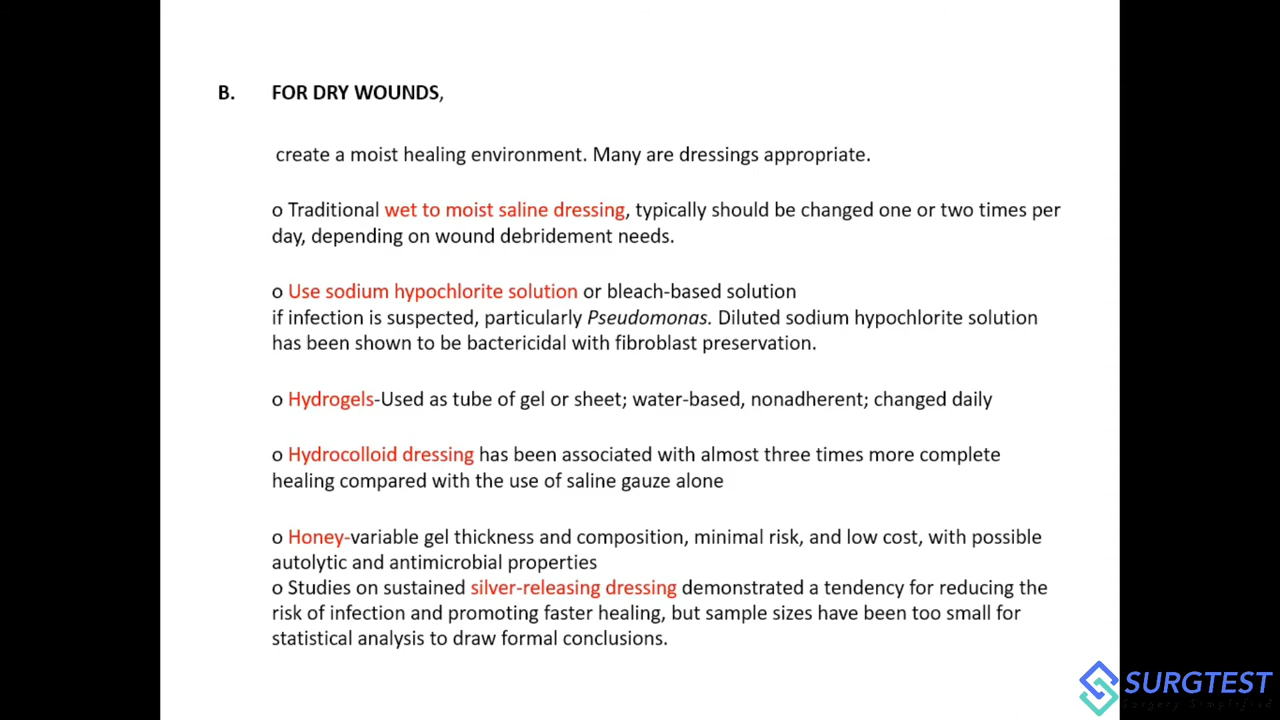 B. FOR DRY WOUNDS,
create a moist healing environment. Many are dressings appropriate.
o Traditional wet to moist saline dressing, typically should be changed one or two times per
day, depending on wound debridement needs.
o Use sodium hypochlorite solution or bleach-based solution
if infection is suspected, particularly Pseudomonas. Diluted sodium hypochlorite solution
has been shown to be bactericidal with fibroblast preservation.
o Hydrogels-Used as tube of gel or sheet; water-based, nonadherent; changed daily
o Hydrocolloid dressing has been associated with almost three times more complete
healing compared with the use of saline gauze alone
o Honey-variable gel thickness and composition, minimal risk, and low cost, with possible
autolytic and antimicrobial properties
o Studies on sustained silver-releasing dressing demonstrated a tendency for reducing the
risk of infection and promoting faster healing, but sample sizes have been too small for
statistical analysis to draw formal conclusions.
SURGTEST
Surgery Simplified